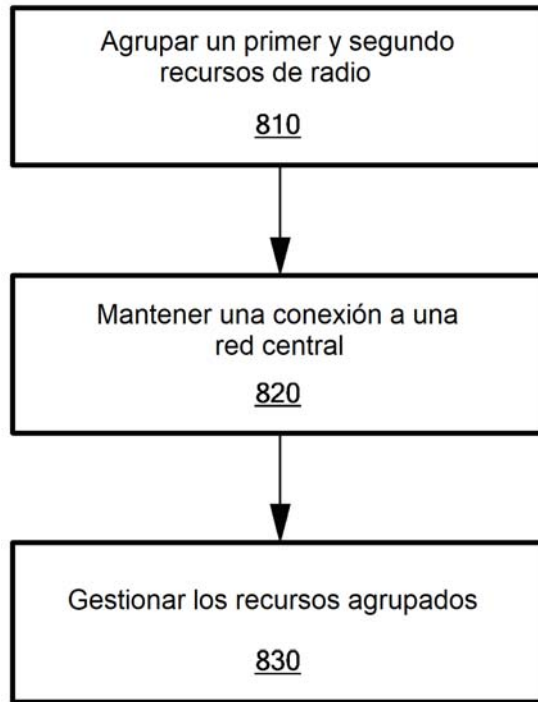 Agrupar un primer y segundo
recursos de radio
810
Mantener una conexión a una
red central
820
Gestionar los recursos agrupados
830